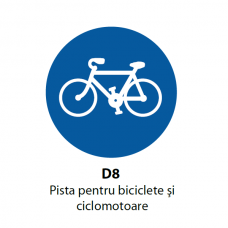 D8
Pista pentru biciclete și
ciclomotoare